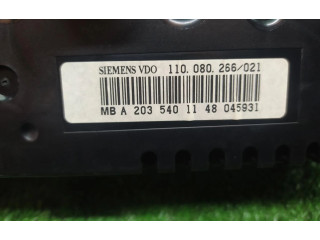 SIEMENS VDO 110.080.266/021
MB A 203 540 11 48 045931